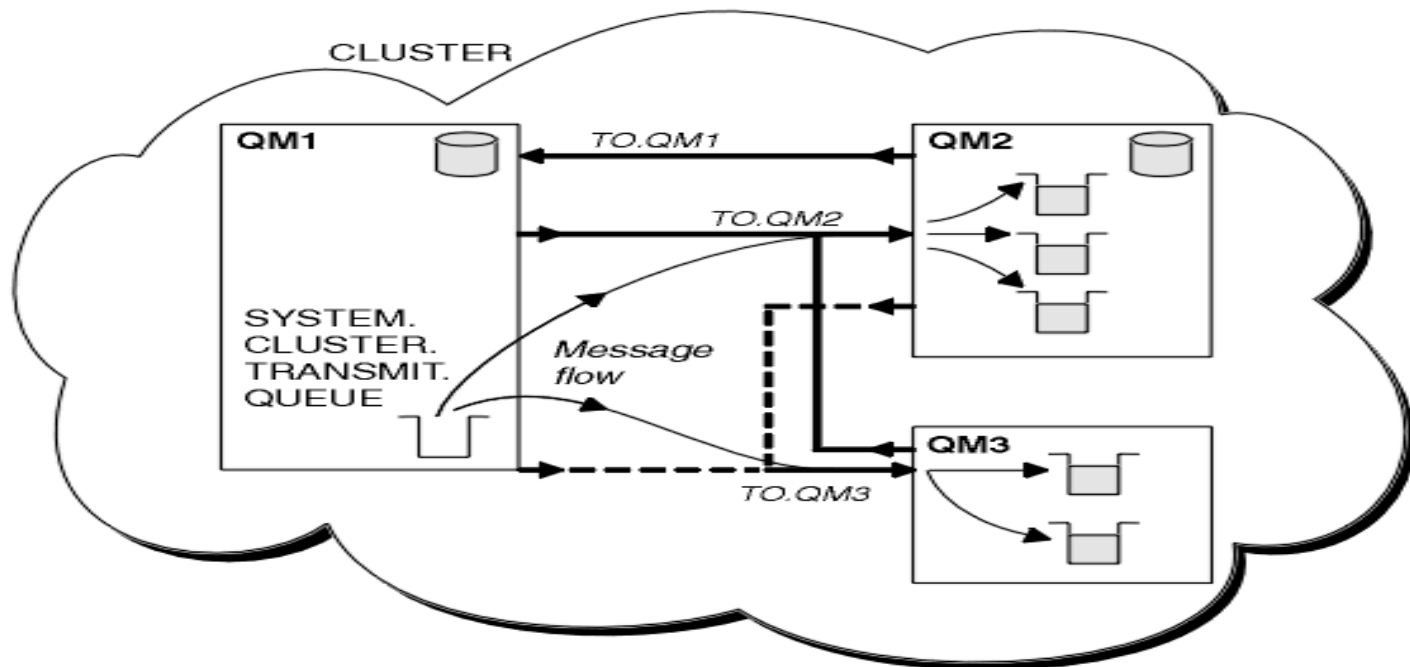 CLUSTER
QM1
TO.QM1
QM2
TO.QM2
SYSTEM.
CLUSTER.
TRANSMIT.
QUEUE
Message
flow
QM3
TO.QM3